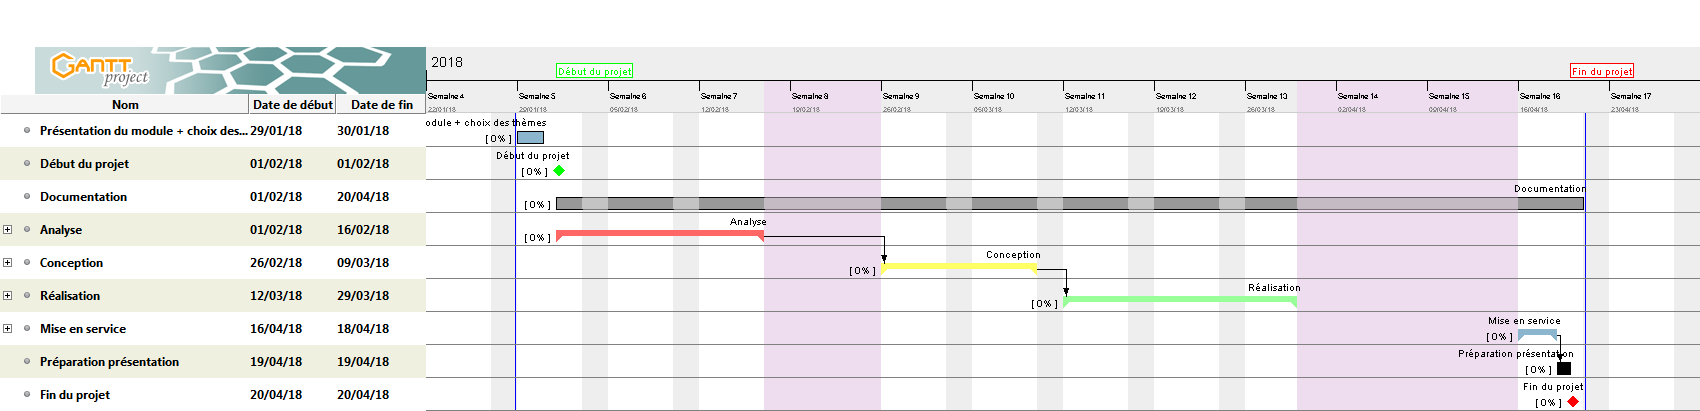 GANTT
project
2018
Début du projet
Fin du projet
Nom Date de début Date de fin
Semaine 4 Semaine 5 Semaine 6 Semaine 7 Semaine 8 Semaine 9 Semaine 10 Semaine 11 Semaine 12 Semaine 13 Semaine 14 Semaine 15 Semaine 16 Semaine 17
22/01/18 29/01/18 05/02/18 12/02/18 19/02/18 26/02/18 05/03/18 12/03/18 19/03/18 26/03/18 02/04/18 09/04/18 16/04/18 23/04/18
Présentation du module + choix des... 29/01/18 30/01/18
odule + choix des thèmes
[ 0% ]
Début du projet 01/02/18 01/02/18
Début du projet
[ 0% ]
Documentation 01/02/18 20/04/18
Documentation
[ 0% ]
Analyse 01/02/18 16/02/18
Analyse
[ 0% ]
Conception 26/02/18 09/03/18
Conception
[ 0% ]
Réalisation 12/03/18 29/03/18
Réalisation
[ 0% ]
Mise en service 16/04/18 18/04/18
Mise en service
[ 0% ]
Préparation présentation 19/04/18 19/04/18
Préparation présentation
[ 0% ]
Fin du projet 20/04/18 20/04/18
Fin du projet
[ 0% ]